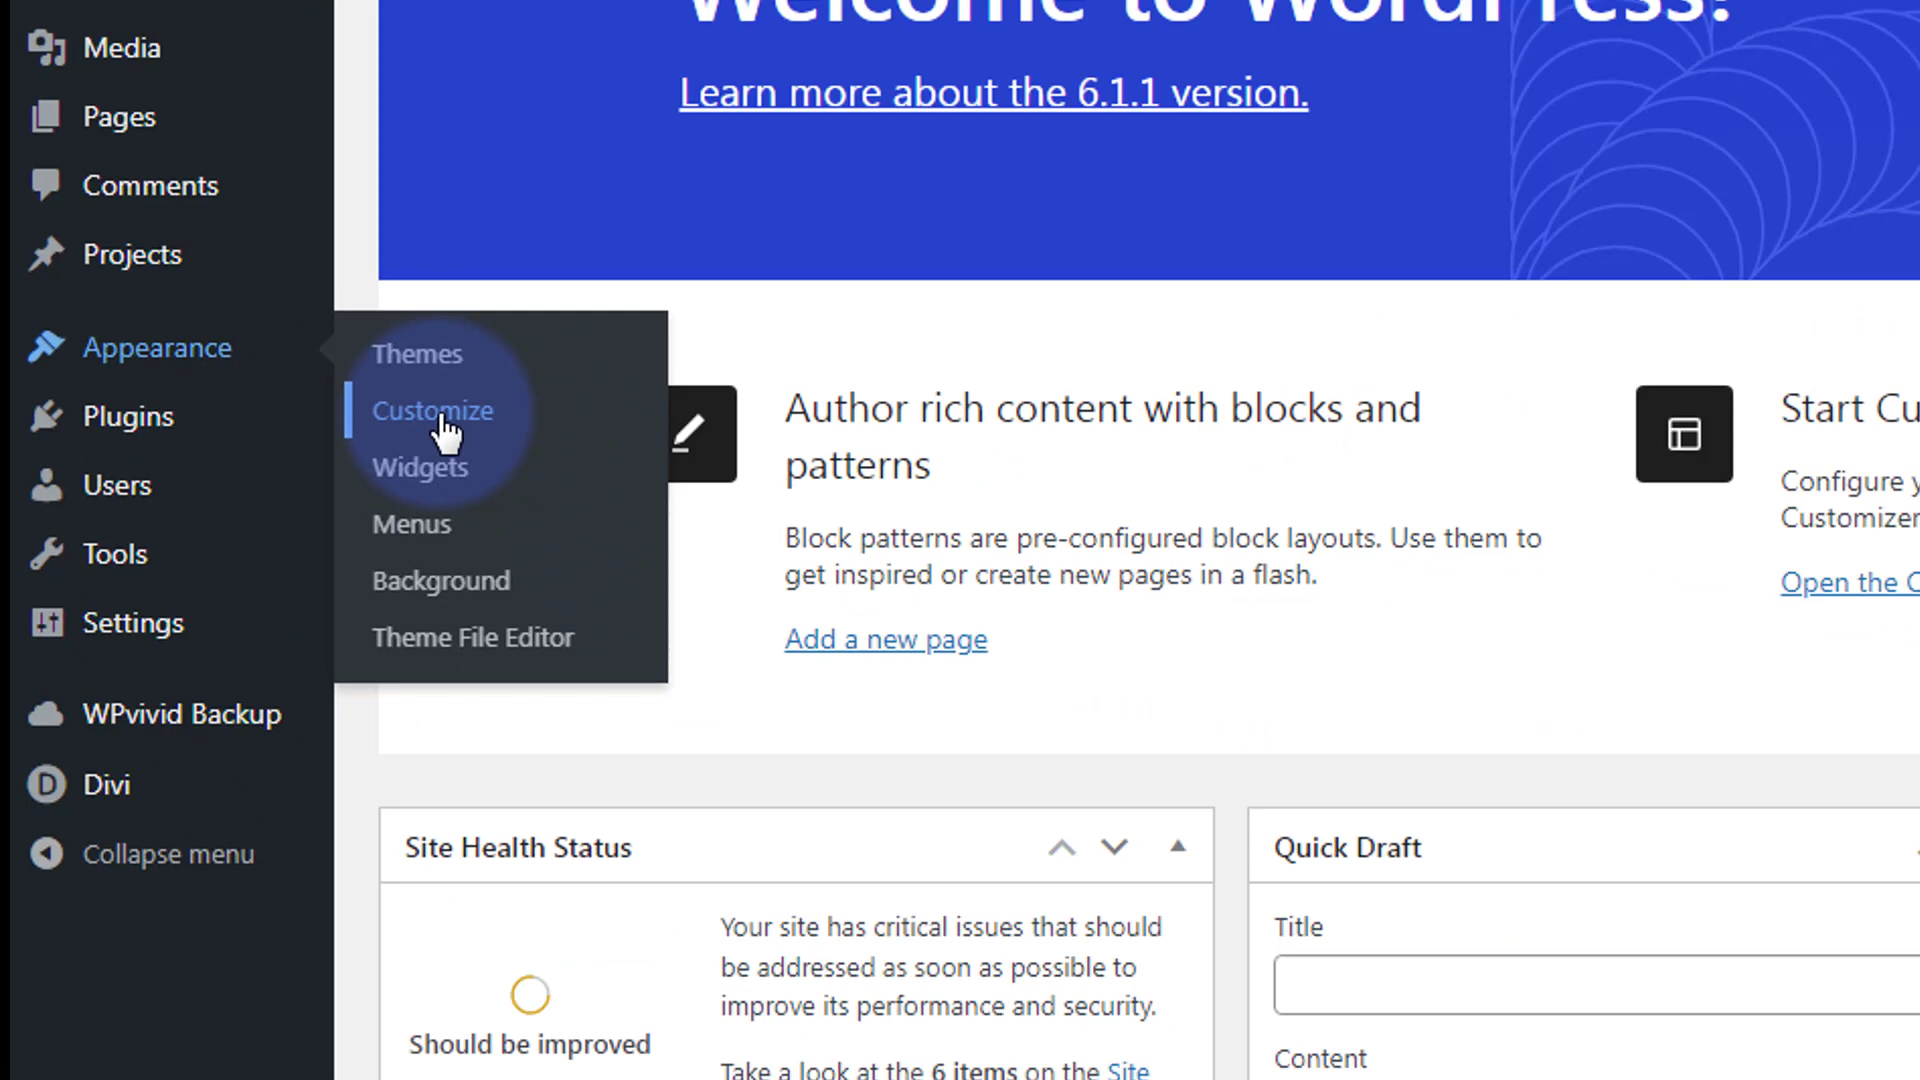 Welcome to WordPress!
Learn more about the 6.1.1 version.
Media
Pages
Comments
Projects
Appearance
Plugins
Users
Tools
Settings
WPvivid Backup
Divi
Collapse menu
Themes
Customize
Widgets
Menus
Background
Theme File Editor
Author rich content with blocks and
patterns
Block patterns are pre-configured block layouts. Use them to
get inspired or create new pages in a flash.
Add a new page
Start Cu
Configure y
Customizer
Open the C
Site Health Status
Should be improved
Your site has critical issues that should
be addressed as soon as possible to
improve its performance and security.
Take a look at the 6 items on the Site
Quick Draft
Title
Content